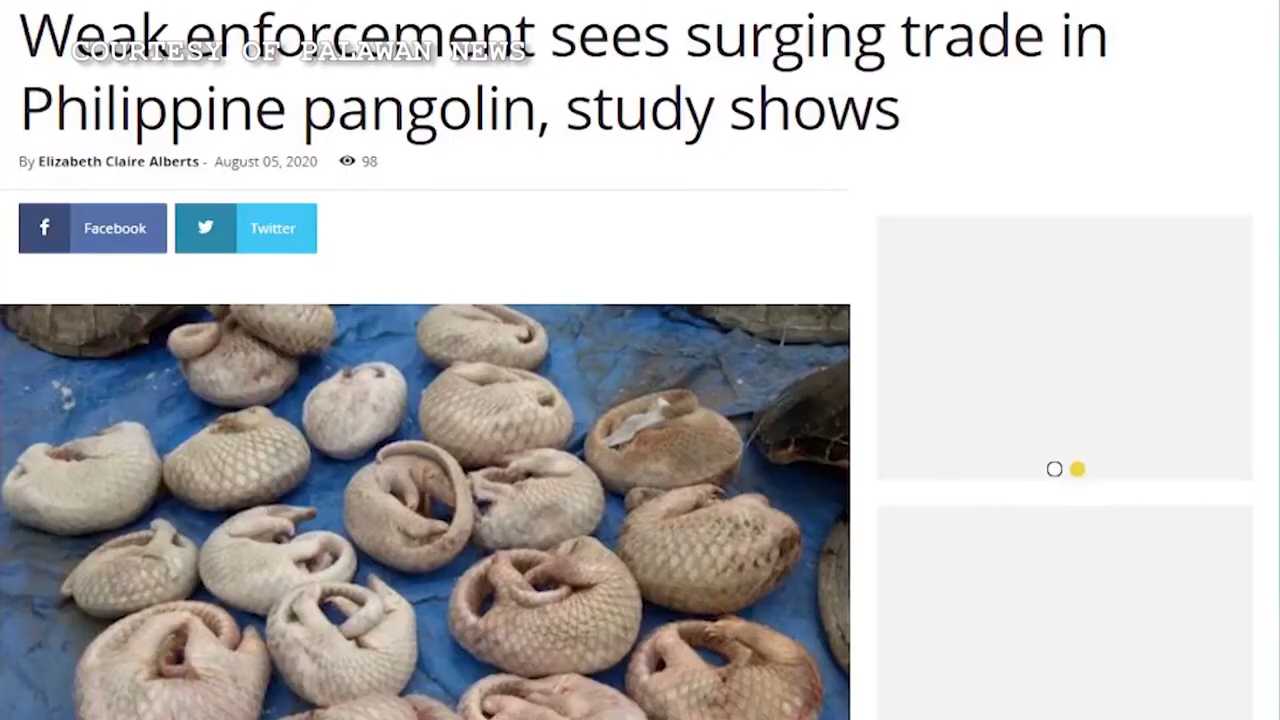 Weak enforcement sees surging trade in
COURTESY OF PALAWAN NEWS
Philippine pangolin, study shows
By Elizabeth Claire Alberts - August 05, 2020 98
Facebook Twitter